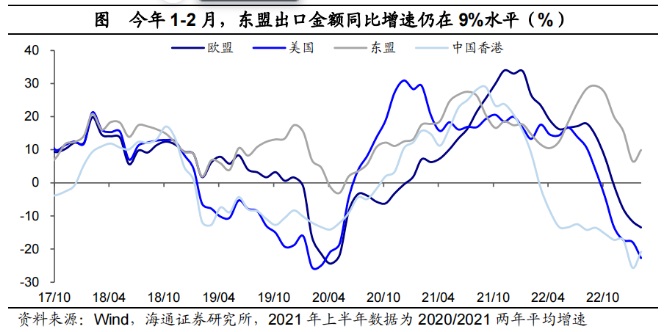 图 今年1-2月，东盟出口金额同比增速仍在9%水平（%）
欧盟 美国 东盟 中国香港
40
30
20
10
0
-10
-20
-30
17/10 18/04 18/10 19/04 19/10 20/04 20/10 21/04 21/10 22/04 22/10
资料来源：Wind，海通证券研究所，2021年上半年数据为2020/2021两年平均增速